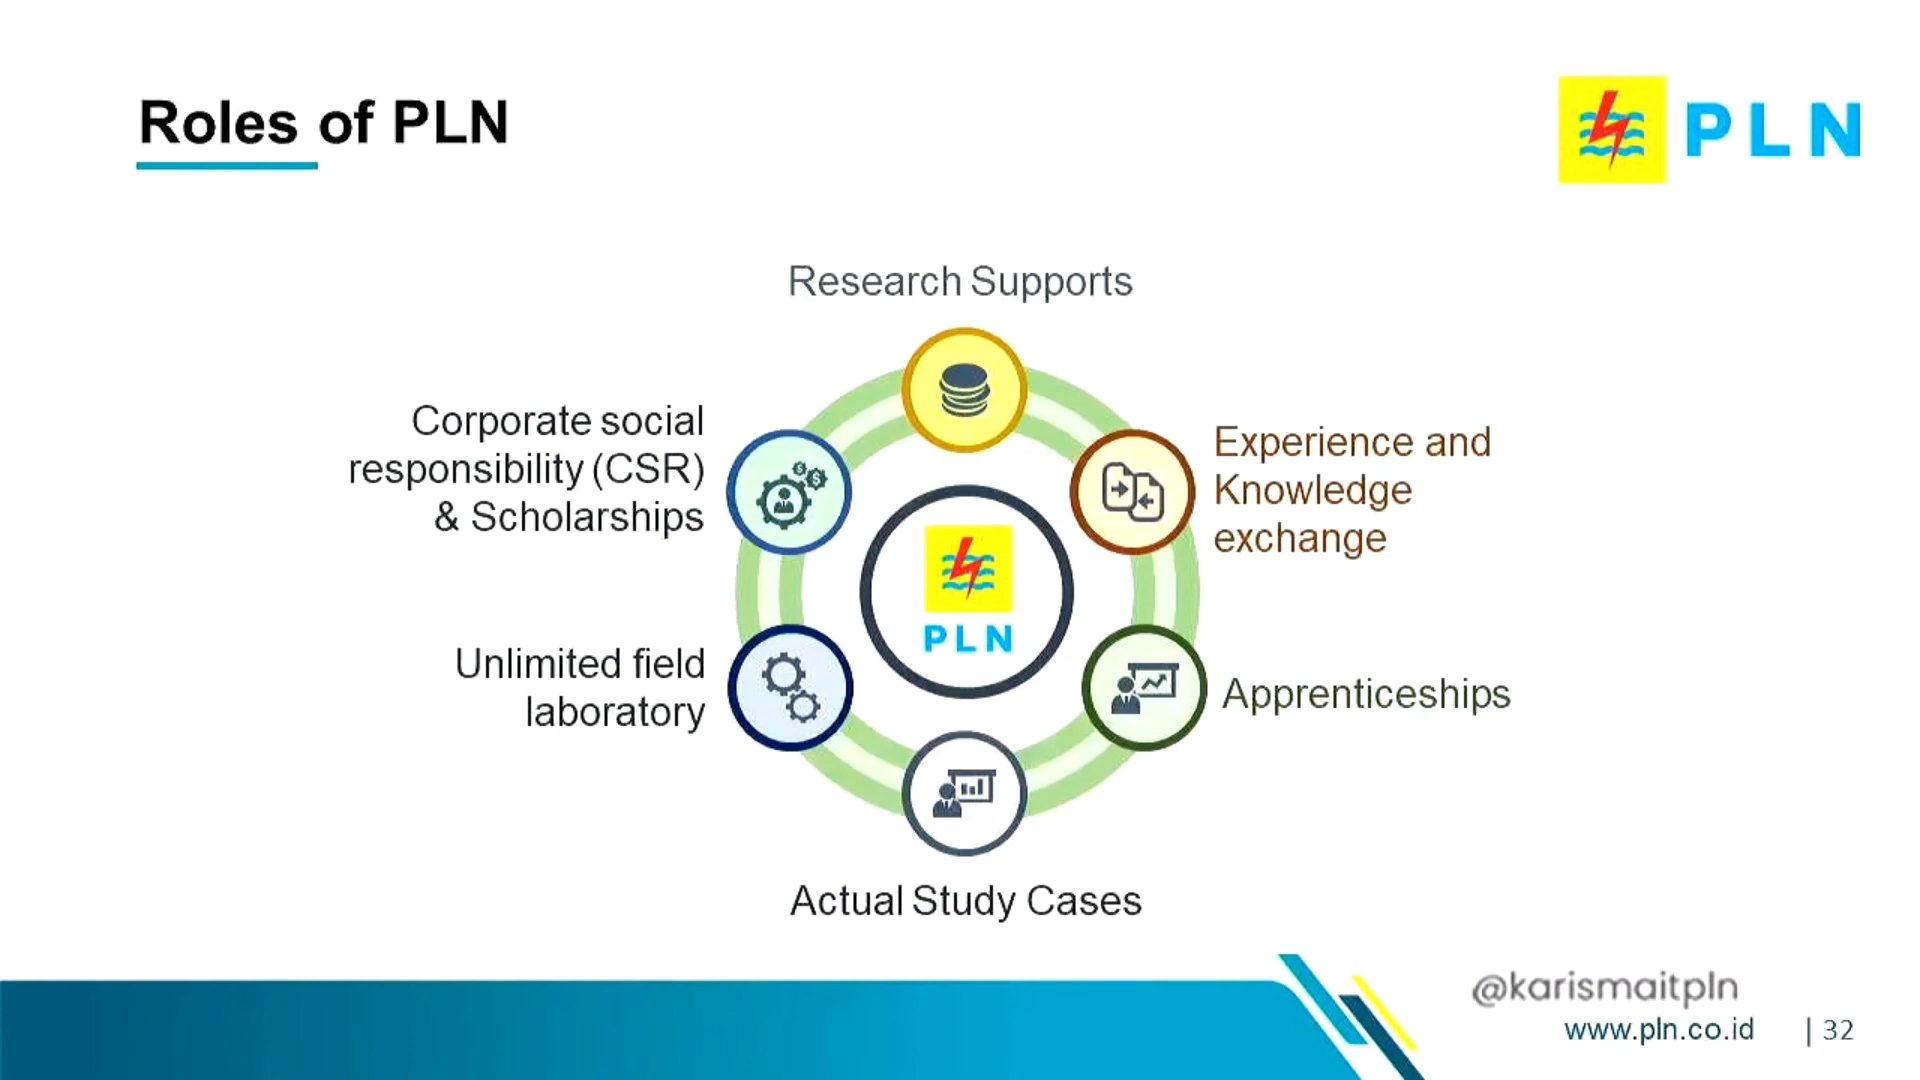 Roles of PLN
PLN
Research Supports
Corporate social
responsibility (CSR)
& Scholarships
Experience and
Knowledge
exchange
PLN
Unlimited field
laboratory
Apprenticeships
Actual Study Cases
@karismaitpln
www.pln.co.id | 32